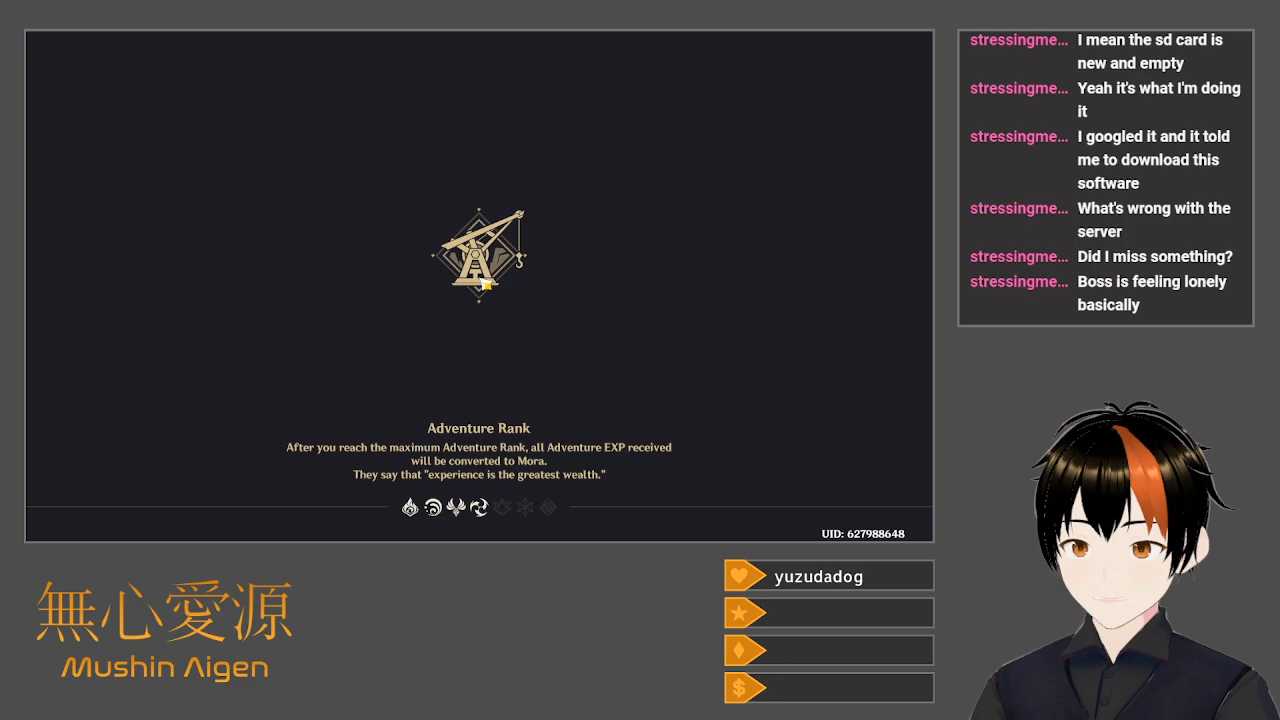 stressingme... I mean the sd card is
new and empty
stressingme... Yeah it's what I'm doing
it
stressingme... I googled it and it told
me to download this
software
stressingme... What's wrong with the
server
stressingme... Did I miss something?
stressingme... Boss is feeling lonely
basically
Adventure Rank
After you reach the maximum Adventure Rank, all Adventure EXP received
will be converted to Mora.
They say that "experience is the greatest wealth."
UID: 627988648
yuzudadog
$
無心愛源
Mushin Aigen